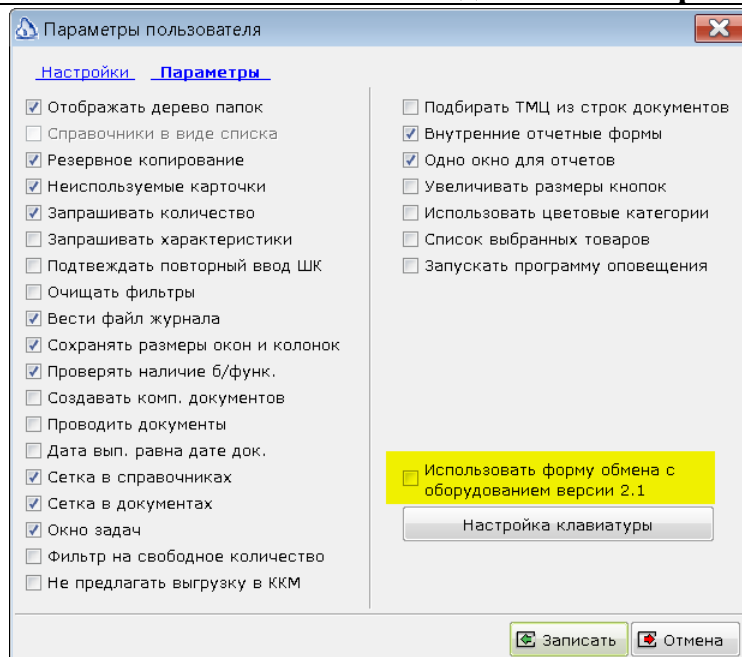 Параметры пользователя
Настройки Параметры
Отображать дерево папок
Справочники в виде списка
Резервное копирование
Неиспользуемые карточки
Запрашивать количество
Запрашивать характеристики
Подтвеждать повторный ввод ШК
Очищать фильтры
Вести файл журнала
Сохранять размеры окон и колонок
Проверять наличие б/функ.
Создавать комп. документов
Проводить документы
Дата вып. равна дате док.
Сетка в справочниках
Сетка в документах
Окно задач
Фильтр на свободное количество
Не предлагать выгрузку в ККМ
Подбирать ТМЦ из строк документов
Внутренние отчетные формы
Одно окно для отчетов
Увеличивать размеры кнопок
Использовать цветовые категории
Список выбранных товаров
Запускать программу оповещения
Использовать форму обмена с
оборудованием версии 2.1
Настройка клавиатуры
Записать Отмена